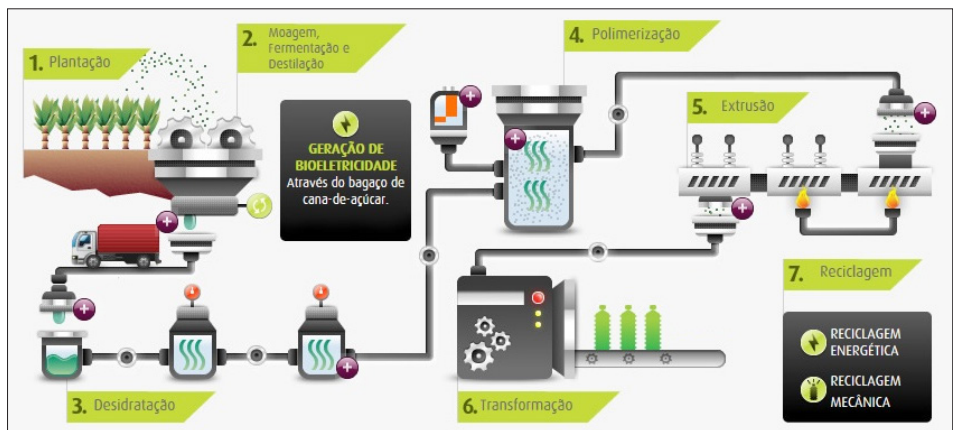 1. Plantação
2. Moagem,
Fermentação e
Destilação
GERAÇÃO DE
BIOELETRICIDADE
Através do bagaço de
cana-de-açúcar.
3. Desidratação
4. Polimerização
5. Extrusão
6. Transformação
7. Reciclagem
RECICLAGEM
ENERGÉTICA
RECICLAGEM
MECÂNICA